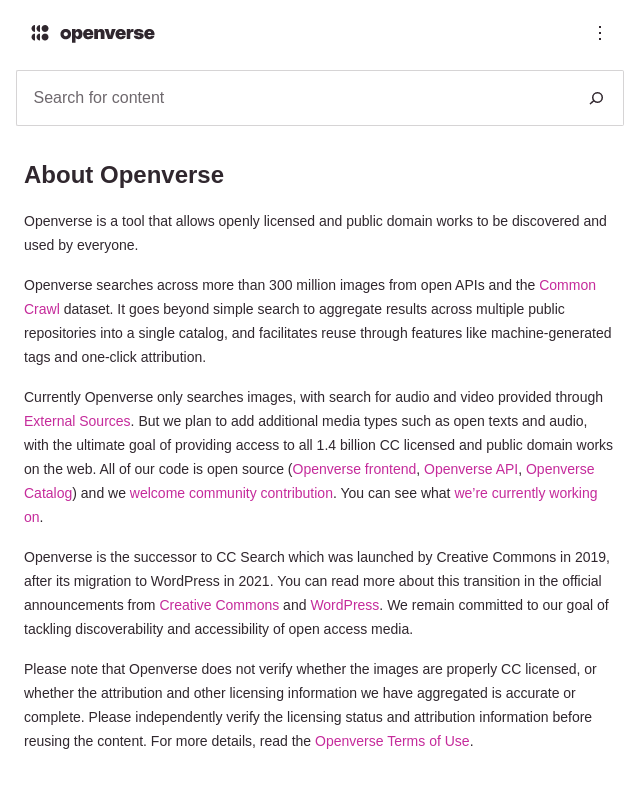 openverse
Search for content
About Openverse
Openverse is a tool that allows openly licensed and public domain works to be discovered and
used by everyone.
Openverse searches across more than 300 million images from open APIs and the Common
Crawl dataset. It goes beyond simple search to aggregate results across multiple public
repositories into a single catalog, and facilitates reuse through features like machine-generated
tags and one-click attribution.
Currently Openverse only searches images, with search for audio and video provided through
External Sources. But we plan to add additional media types such as open texts and audio,
with the ultimate goal of providing access to all 1.4 billion CC licensed and public domain works
on the web. All of our code is open source (Openverse frontend, Openverse API, Openverse
Catalog) and we welcome community contribution. You can see what we’re currently working
on.
Openverse is the successor to CC Search which was launched by Creative Commons in 2019,
after its migration to WordPress in 2021. You can read more about this transition in the official
announcements from Creative Commons and WordPress. We remain committed to our goal of
tackling discoverability and accessibility of open access media.
Please note that Openverse does not verify whether the images are properly CC licensed, or
whether the attribution and other licensing information we have aggregated is accurate or
complete. Please independently verify the licensing status and attribution information before
reusing the content. For more details, read the Openverse Terms of Use.